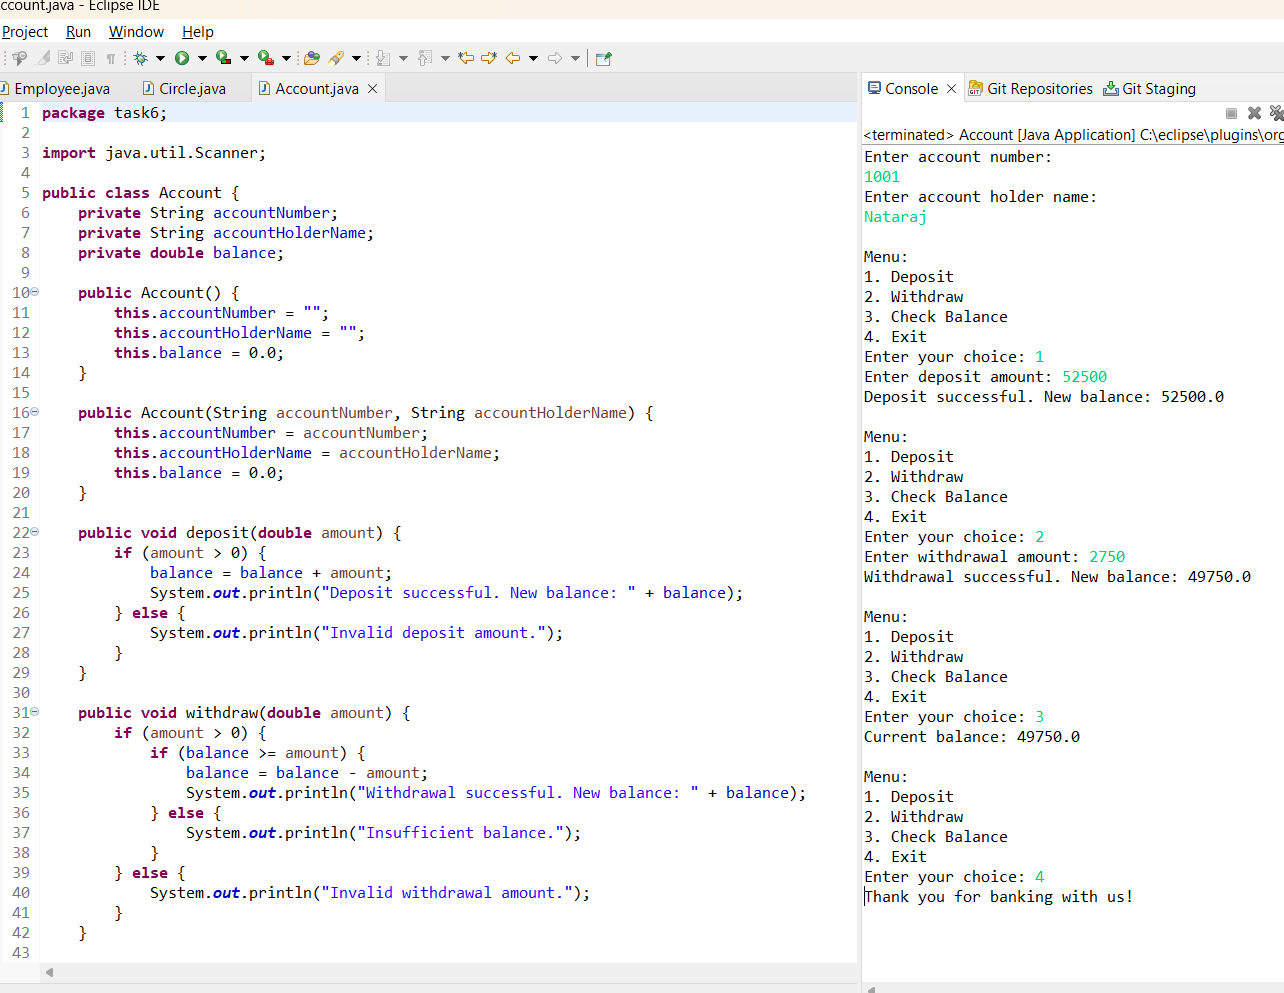 ccount.java - Eclipse IDE
Project Run Window Help
Employee.java Circle.java Account.java
1 package task6;
2
3 import java.util.Scanner;
4
5 public class Account {
6     private String accountNumber;
7     private String accountHolderName;
8     private double balance;
9
10     public Account() {
11         this.accountNumber = "";
12         this.accountHolderName = "";
13         this.balance = 0.0;
14     }
15
16     public Account(String accountNumber, String accountHolderName) {
17         this.accountNumber = accountNumber;
18         this.accountHolderName = accountHolderName;
19         this.balance = 0.0;
20     }
21
22     public void deposit(double amount) {
23         if (amount > 0) {
24             balance = balance + amount;
25             System.out.println("Deposit successful. New balance: " + balance);
26         } else {
27             System.out.println("Invalid deposit amount.");
28         }
29     }
30
31     public void withdraw(double amount) {
32         if (amount > 0) {
33             if (balance >= amount) {
34                 balance = balance - amount;
35                 System.out.println("Withdrawal successful. New balance: " + balance);
36             } else {
37                 System.out.println("Insufficient balance.");
38             }
39         } else {
40             System.out.println("Invalid withdrawal amount.");
41         }
42     }
43
Console Git Repositories Git Staging
<terminated> Account [Java Application] C:\eclipse\plugins\org
Enter account number:
1001
Enter account holder name:
Nataraj

Menu:
1. Deposit
2. Withdraw
3. Check Balance
4. Exit
Enter your choice: 1
Enter deposit amount: 52500
Deposit successful. New balance: 52500.0

Menu:
1. Deposit
2. Withdraw
3. Check Balance
4. Exit
Enter your choice: 2
Enter withdrawal amount: 2750
Withdrawal successful. New balance: 49750.0

Menu:
1. Deposit
2. Withdraw
3. Check Balance
4. Exit
Enter your choice: 3
Current balance: 49750.0

Menu:
1. Deposit
2. Withdraw
3. Check Balance
4. Exit
Enter your choice: 4
Thank you for banking with us!